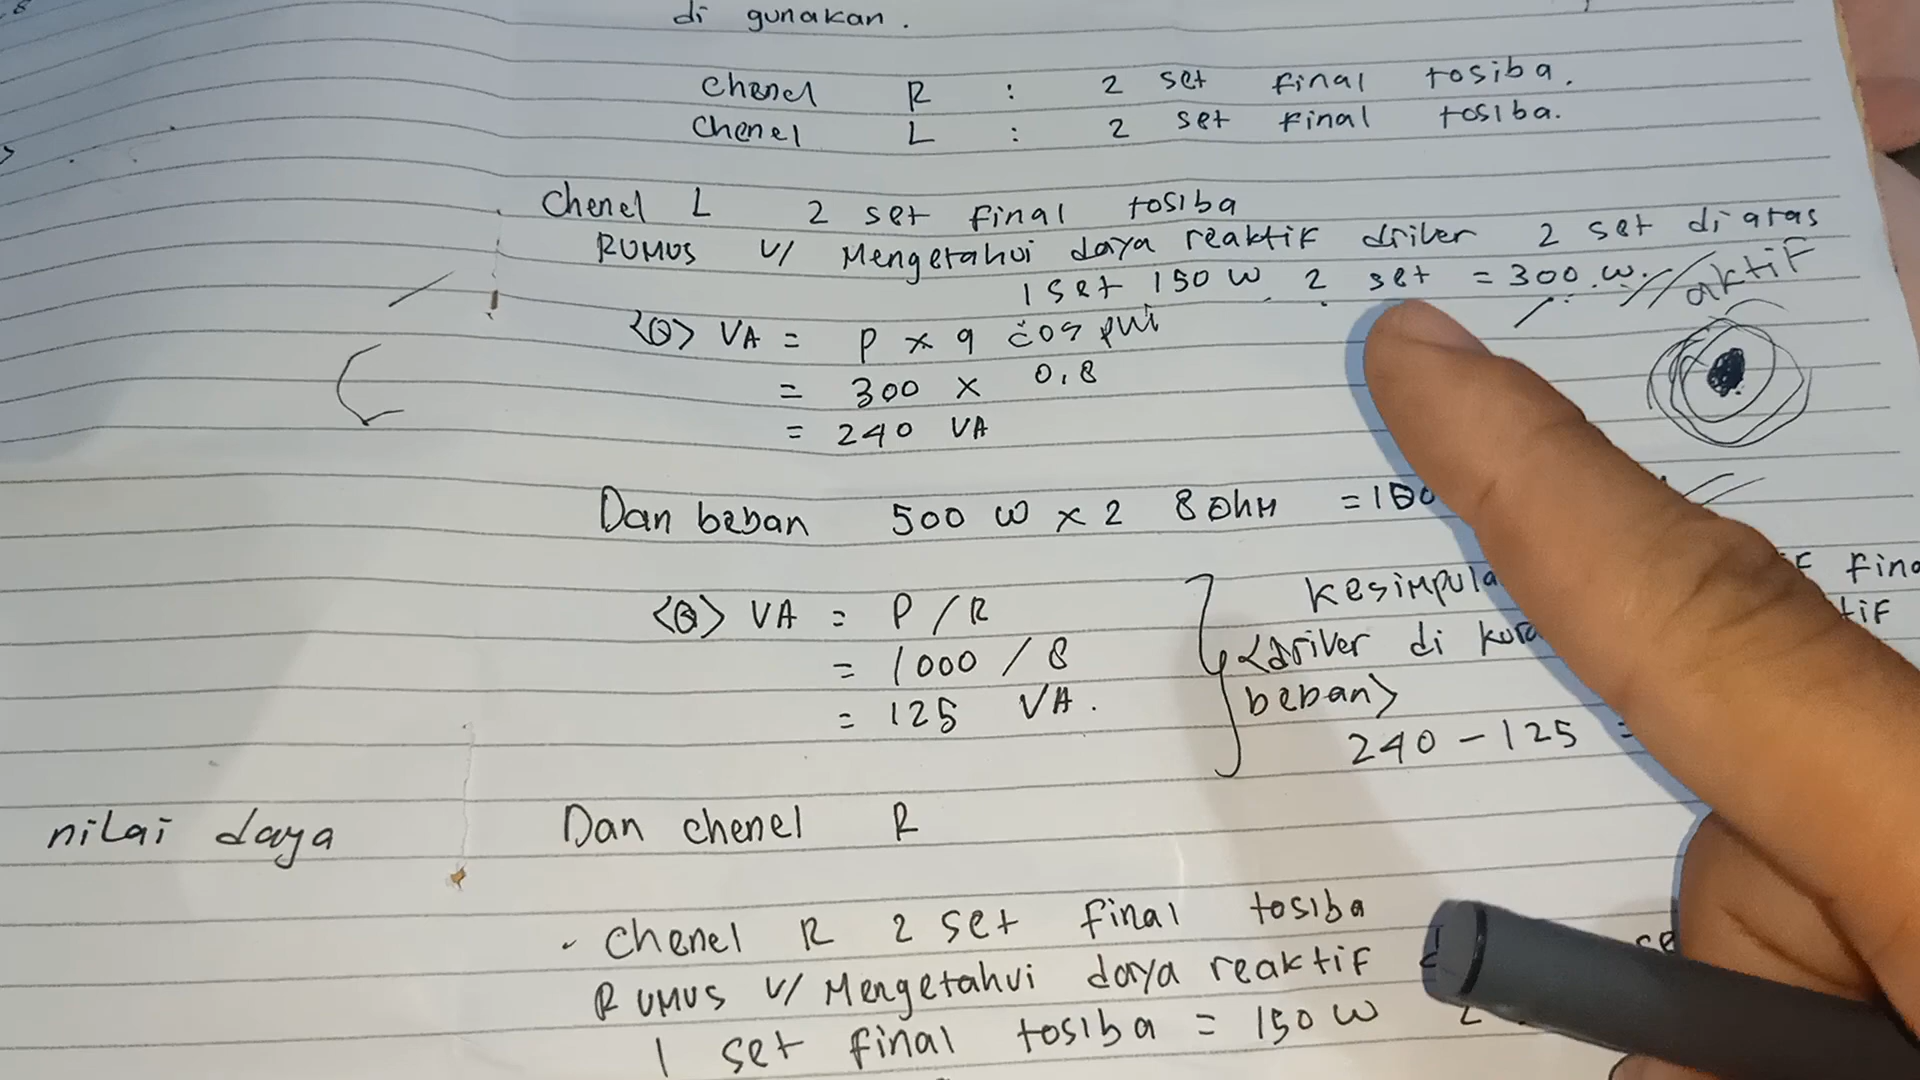 di gunakan.
Chenel R : 2 set final tosiba.
Chenel L : 2 set final tosiba.
Chenel L 2 set final tosiba
RUMUS U/ Mengetahui daya reaktif driver 2 set di atas
1 set 150 W 2 set = 300 W.
aktif
<Q> VA = P x q cos phi
= 300 x 0,8
= 240 VA
Dan beban 500 W x 2 8 Ohm
<Q> VA = P / R
= 1000 / 8
= 125 VA.
<driver di
beban>
240 - 125
nilai daya
Dan chenel R
- Chenel R 2 set final tosiba
RUMUS U/ Mengetahui daya reaktif
1 set final tosiba = 150 W